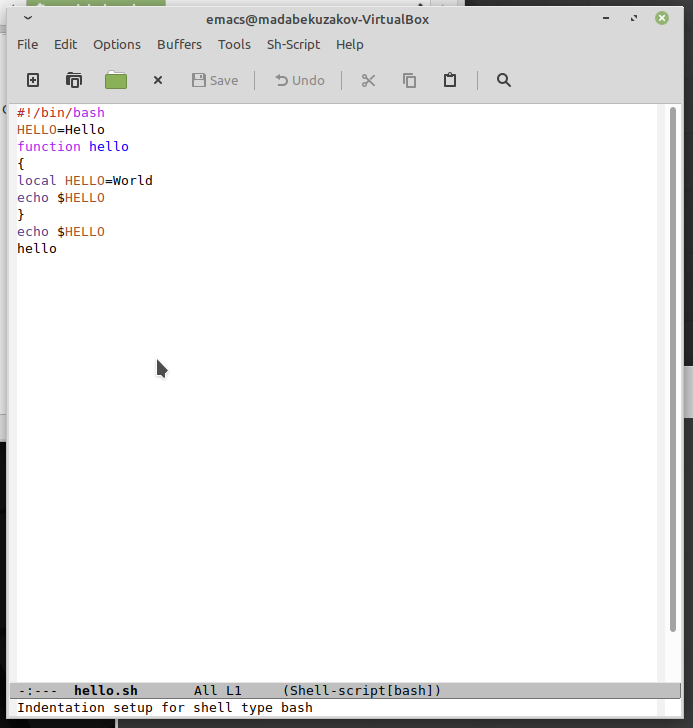 emacs@madabekuzakov-VirtualBox
File Edit Options Buffers Tools Sh-Script Help
Save Undo
#!/bin/bash
HELLO=Hello
function hello
{
local HELLO=World
echo $HELLO
}
echo $HELLO
hello
-:--- hello.sh All L1 (Shell-script[bash])
Indentation setup for shell type bash